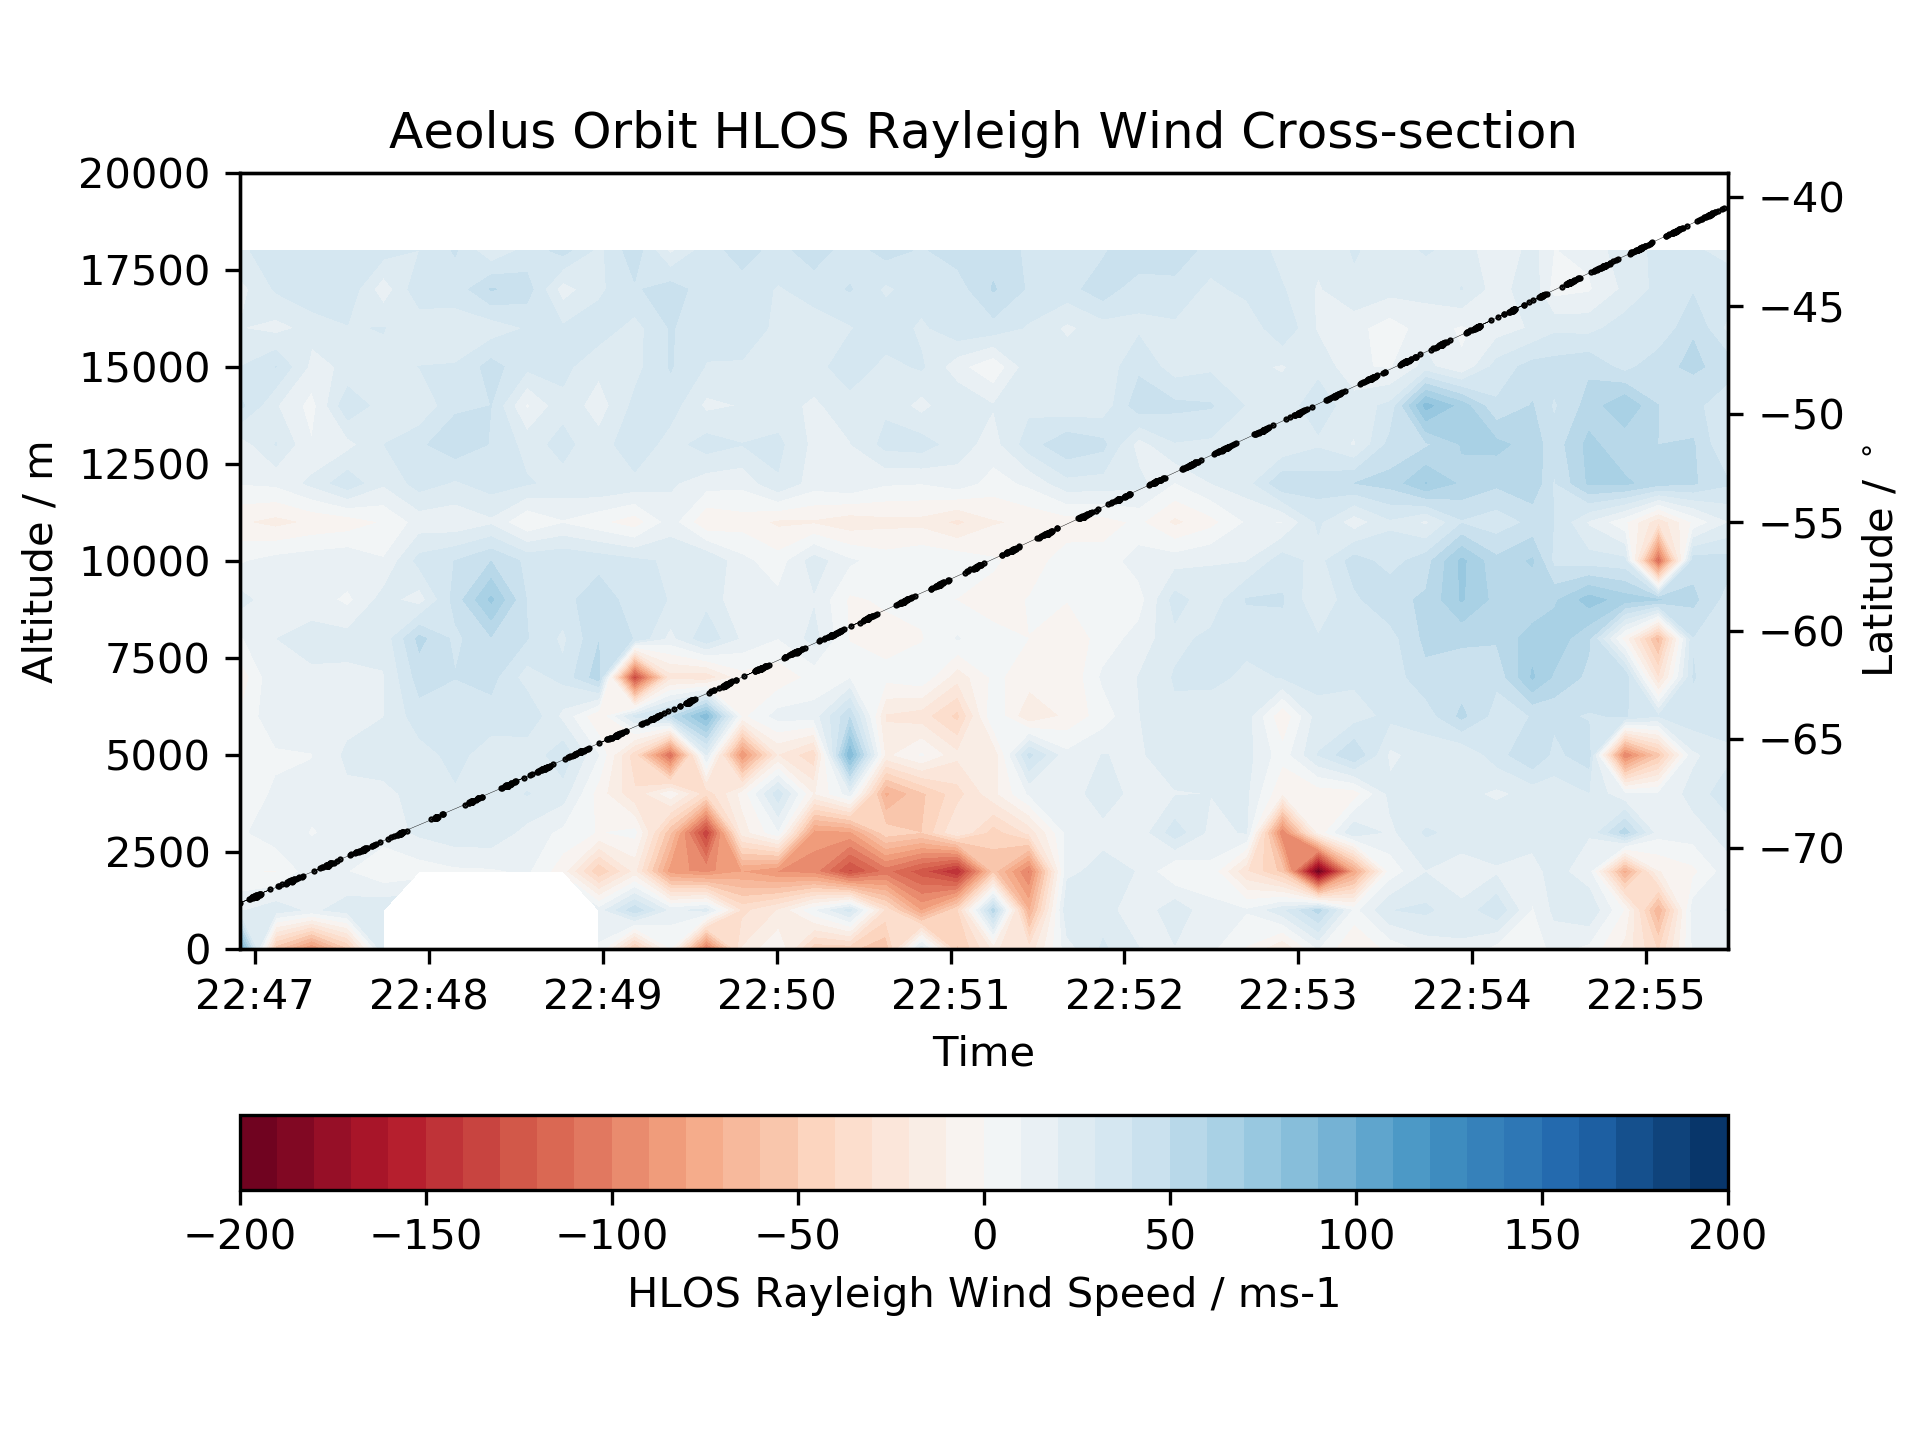 Aeolus Orbit HLOS Rayleigh Wind Cross-section
20000
17500
15000
12500
10000
7500
5000
2500
0
Altitude / m
−40
−45
−50
−55
−60
−65
−70
Latitude / °
22:47 22:48 22:49 22:50 22:51 22:52 22:53 22:54 22:55
Time
−200 −150 −100 −50 0 50 100 150 200
HLOS Rayleigh Wind Speed / ms-1